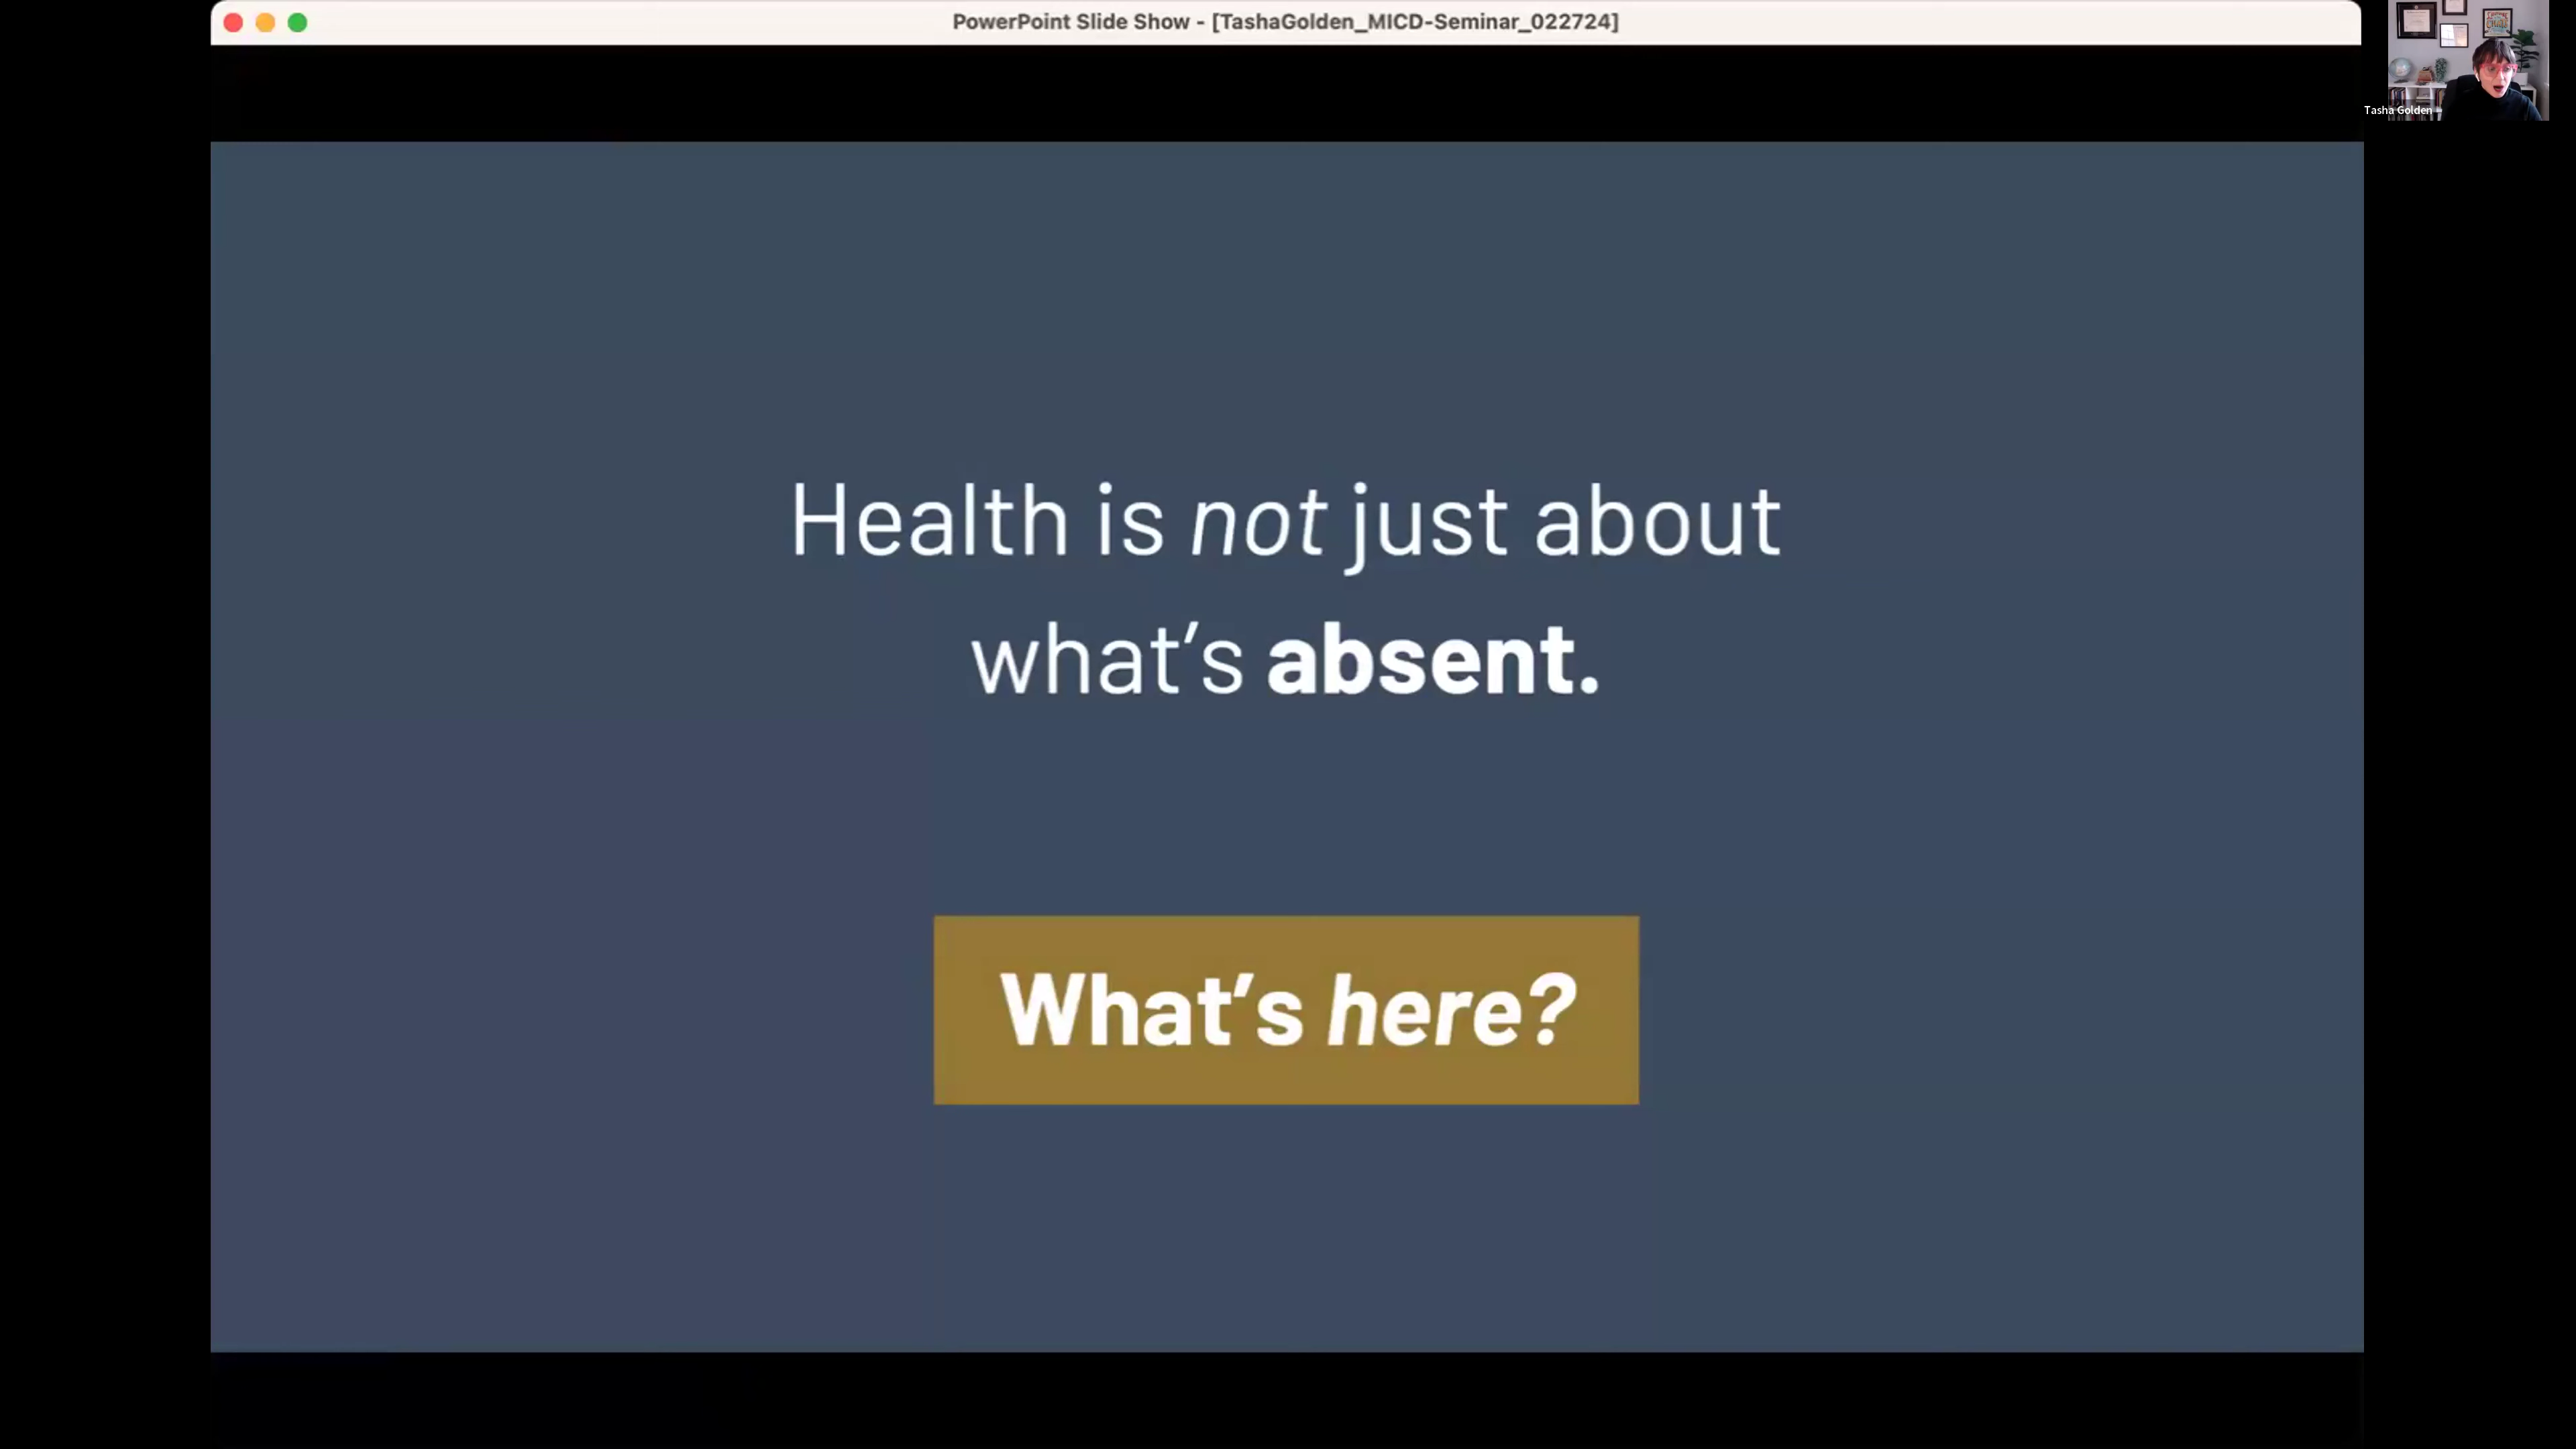 PowerPoint Slide Show - [TashaGolden_MICD-Seminar_022724]
Tasha Golden
Health is not just about
what’s absent.
What’s here?